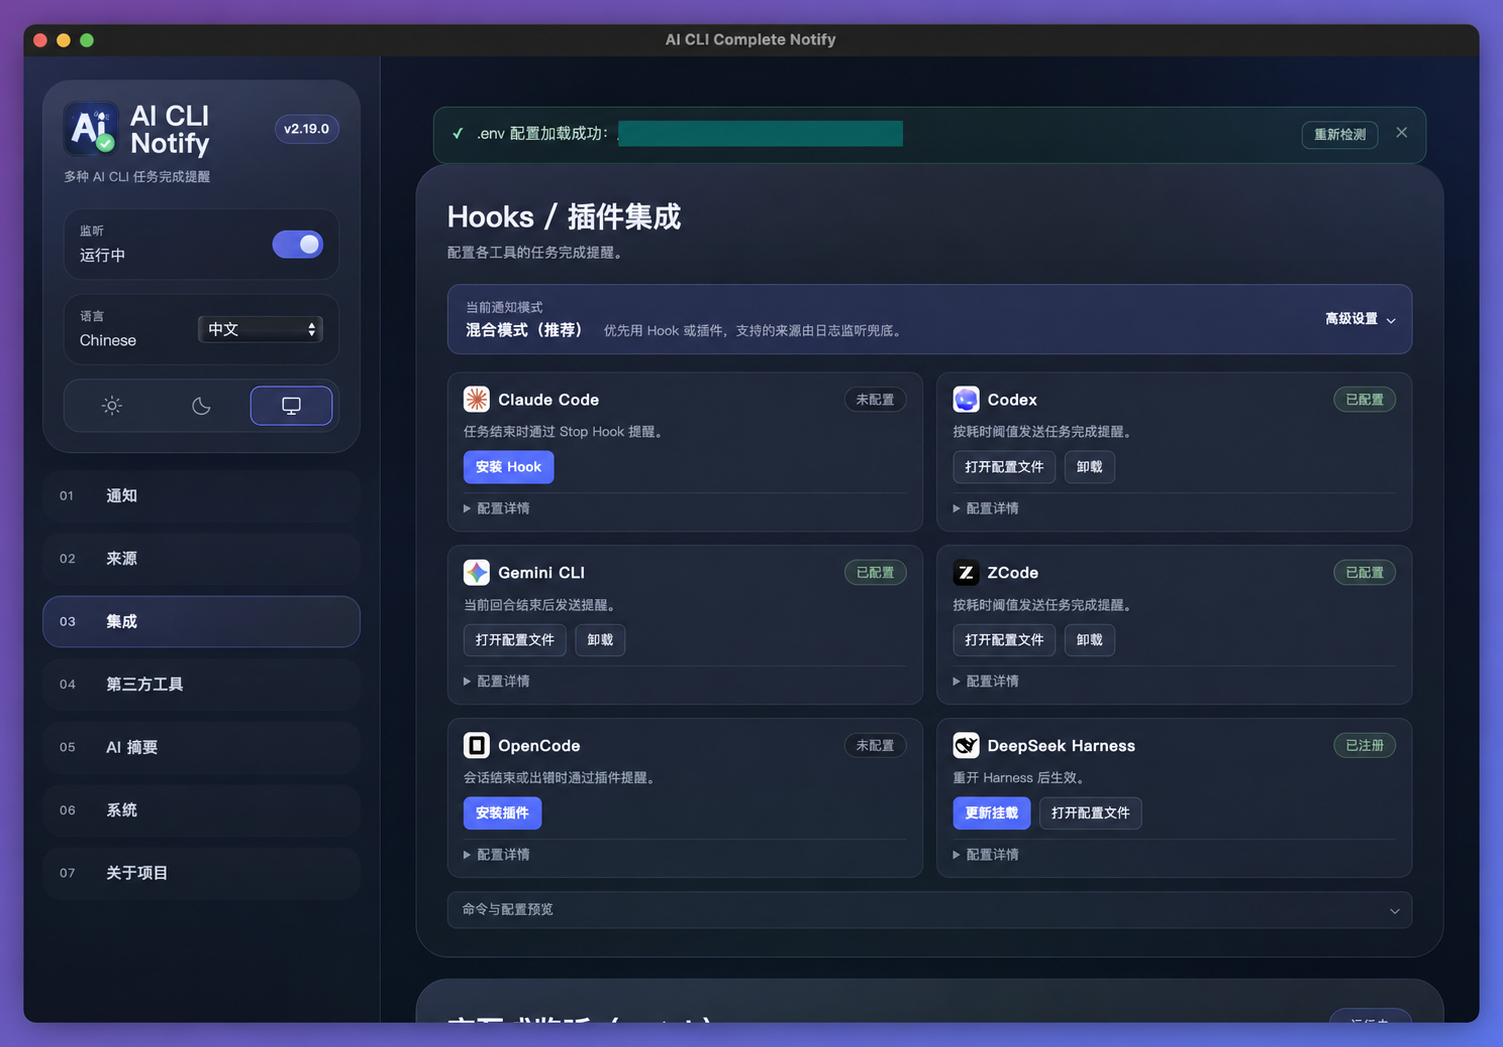 AI CLI Complete Notify
AI CLI
Notify
v2.19.0
多种 AI CLI 任务完成提醒
监听
运行中
语言
Chinese
中文
01 通知
02 来源
03 集成
04 第三方工具
05 AI 摘要
06 系统
07 关于项目
✓ .env 配置加载成功：
重新检测
Hooks / 插件集成
配置各工具的任务完成提醒。
当前通知模式
混合模式（推荐） 优先用 Hook 或插件，支持的来源由日志监听兜底。
高级设置
Claude Code 未配置
任务结束时通过 Stop Hook 提醒。
安装 Hook
配置详情
Codex 已配置
按耗时阈值发送任务完成提醒。
打开配置文件 卸载
配置详情
Gemini CLI 已配置
当前回合结束后发送提醒。
打开配置文件 卸载
配置详情
ZCode 已配置
按耗时阈值发送任务完成提醒。
打开配置文件 卸载
配置详情
OpenCode 未配置
会话结束或出错时通过插件提醒。
安装插件
配置详情
DeepSeek Harness 已注册
重开 Harness 后生效。
更新挂载 打开配置文件
配置详情
命令与配置预览